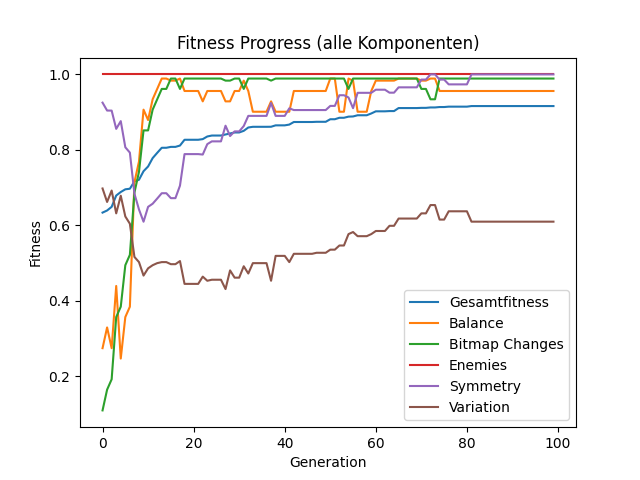 Fitness Progress (alle Komponenten)
1.0
0.8
0.6
0.4
0.2
Fitness
0 20 40 60 80 100
Generation
Gesamtfitness
Balance
Bitmap Changes
Enemies
Symmetry
Variation